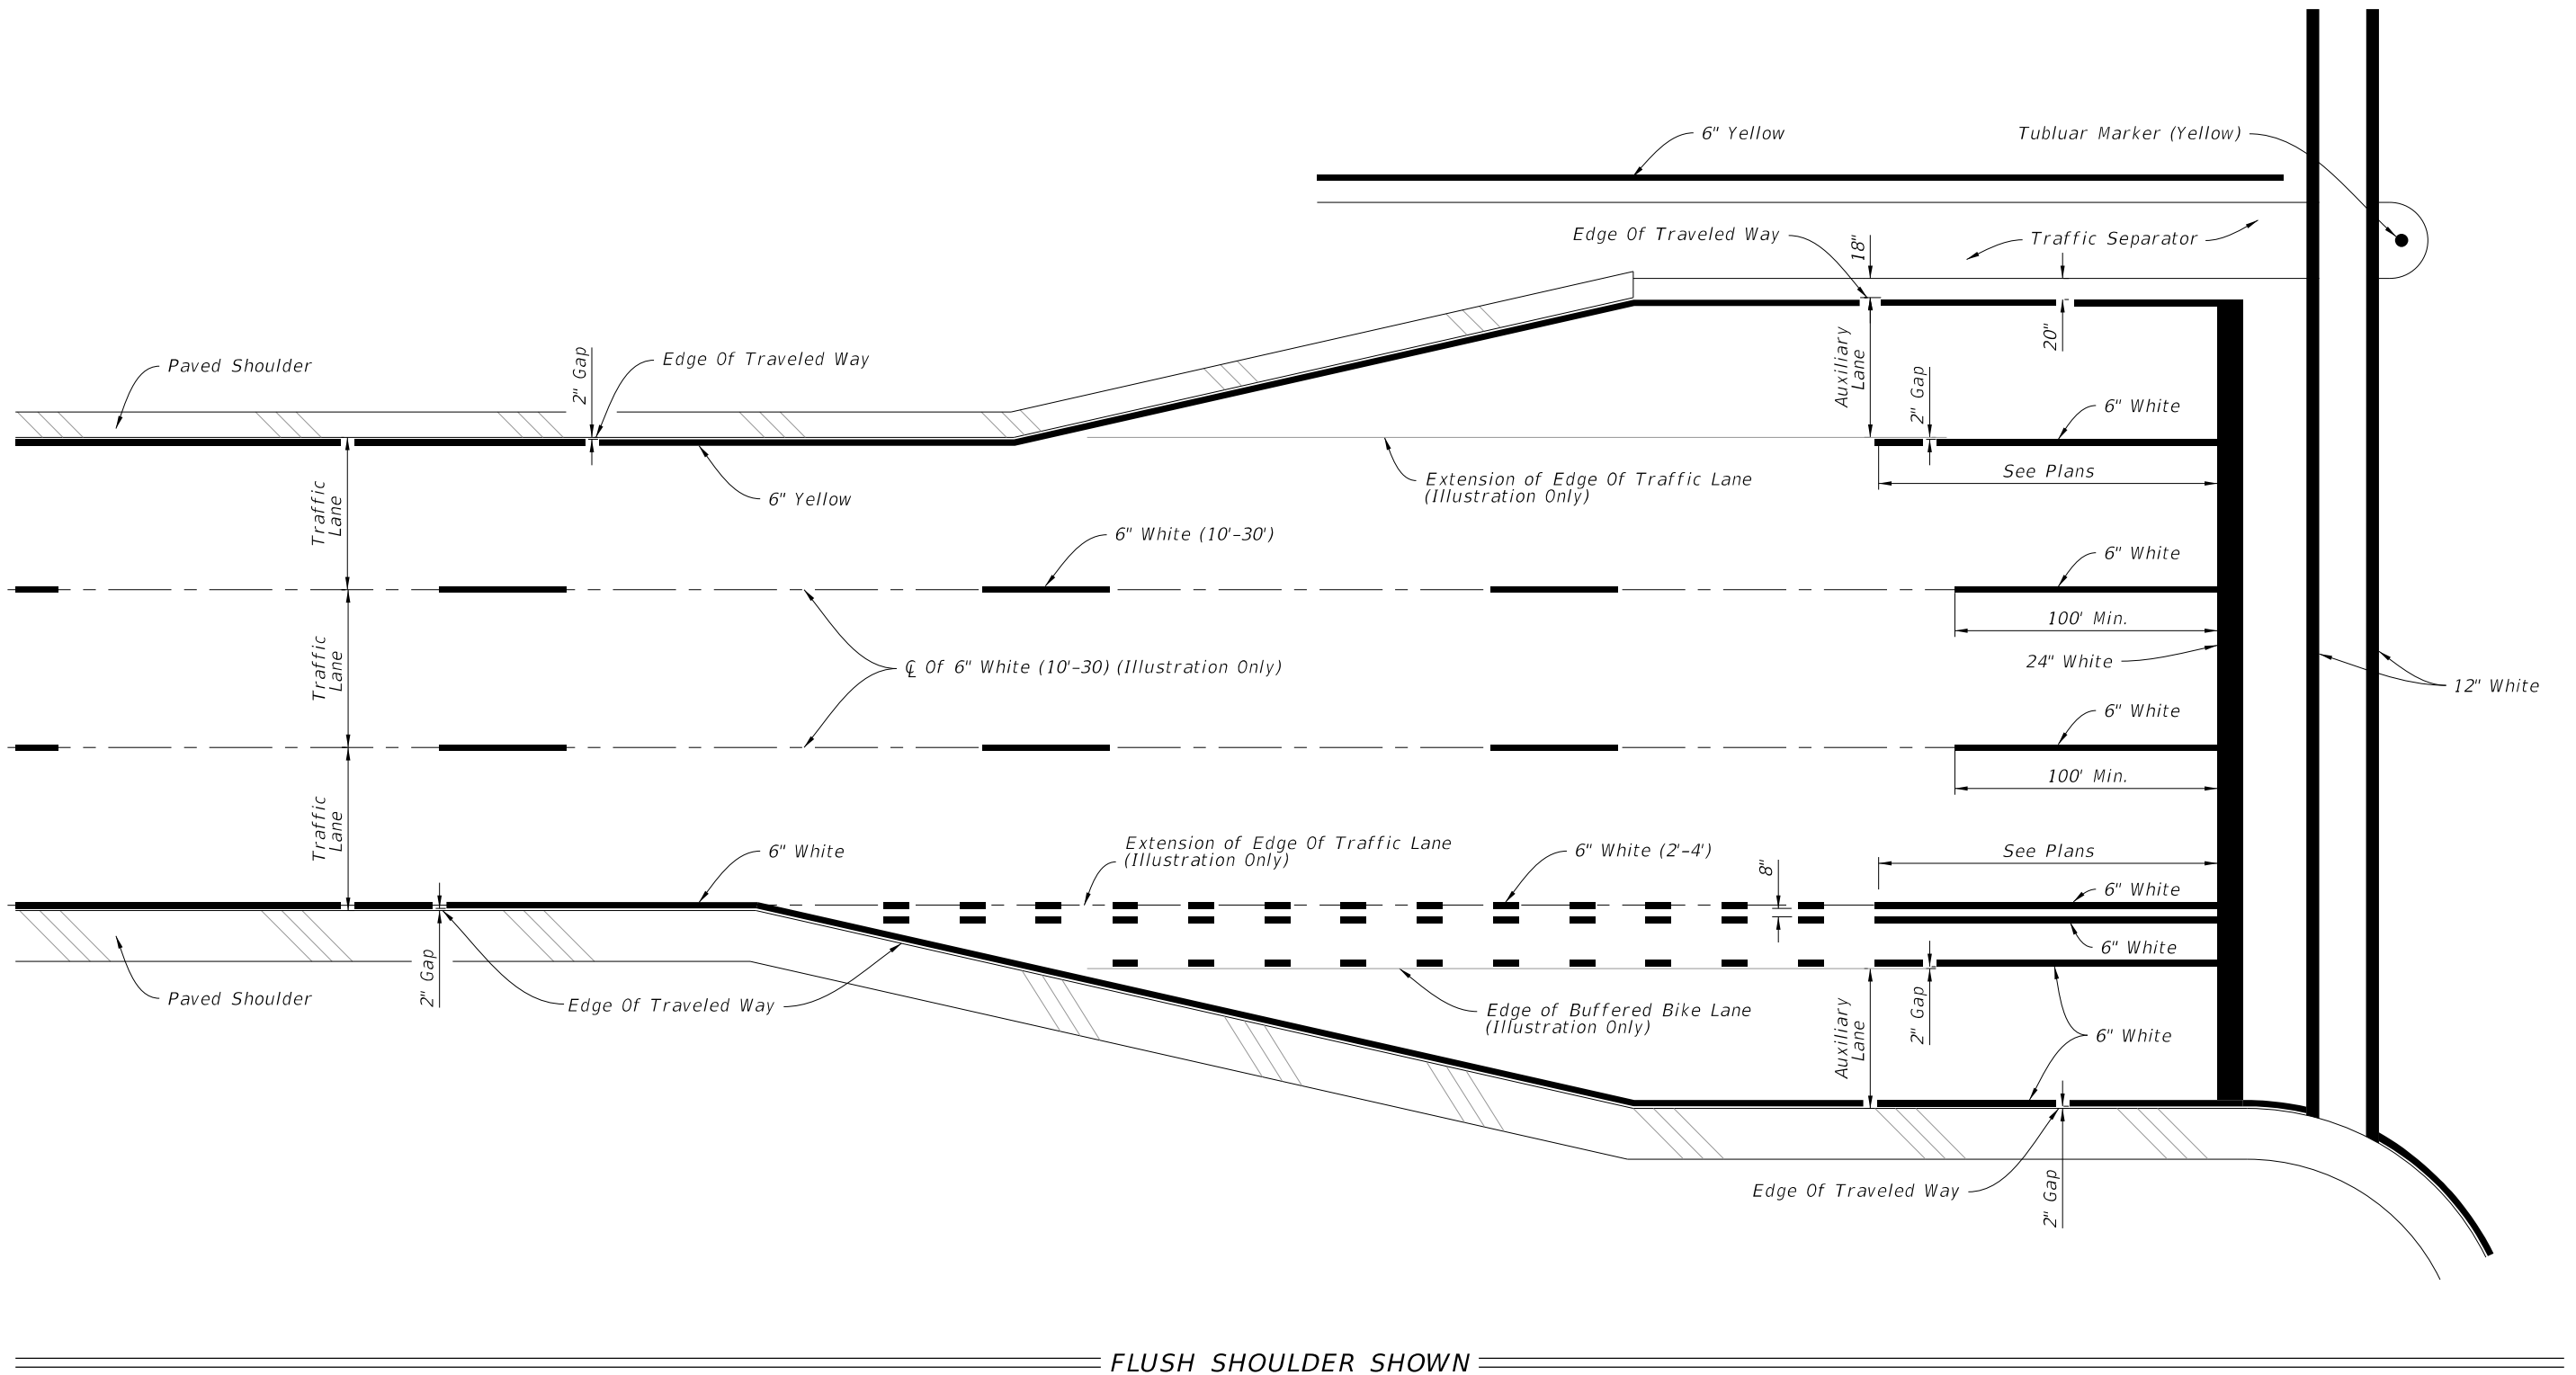 6" Yellow
Tubluar Marker (Yellow)
Edge Of Traveled Way
18"
Traffic Separator
20"
Paved Shoulder
2" Gap
Edge Of Traveled Way
Auxiliary
Lane
2" Gap
6" White
6" Yellow
Extension of Edge Of Traffic Lane
(Illustration Only)
See Plans
Traffic
Lane
6" White (10'-30')
6" White
100' Min.
Traffic
Lane
℄ Of 6" White (10'-30) (Illustration Only)
24" White
12" White
6" White
100' Min.
Traffic
Lane
6" White
Extension of Edge Of Traffic Lane
(Illustration Only)
6" White (2'-4')
8"
See Plans
6" White
6" White
Paved Shoulder
2" Gap
Edge Of Traveled Way
Edge of Buffered Bike Lane
(Illustration Only)
Auxiliary
Lane
2" Gap
6" White
Edge Of Traveled Way
2" Gap
FLUSH SHOULDER SHOWN